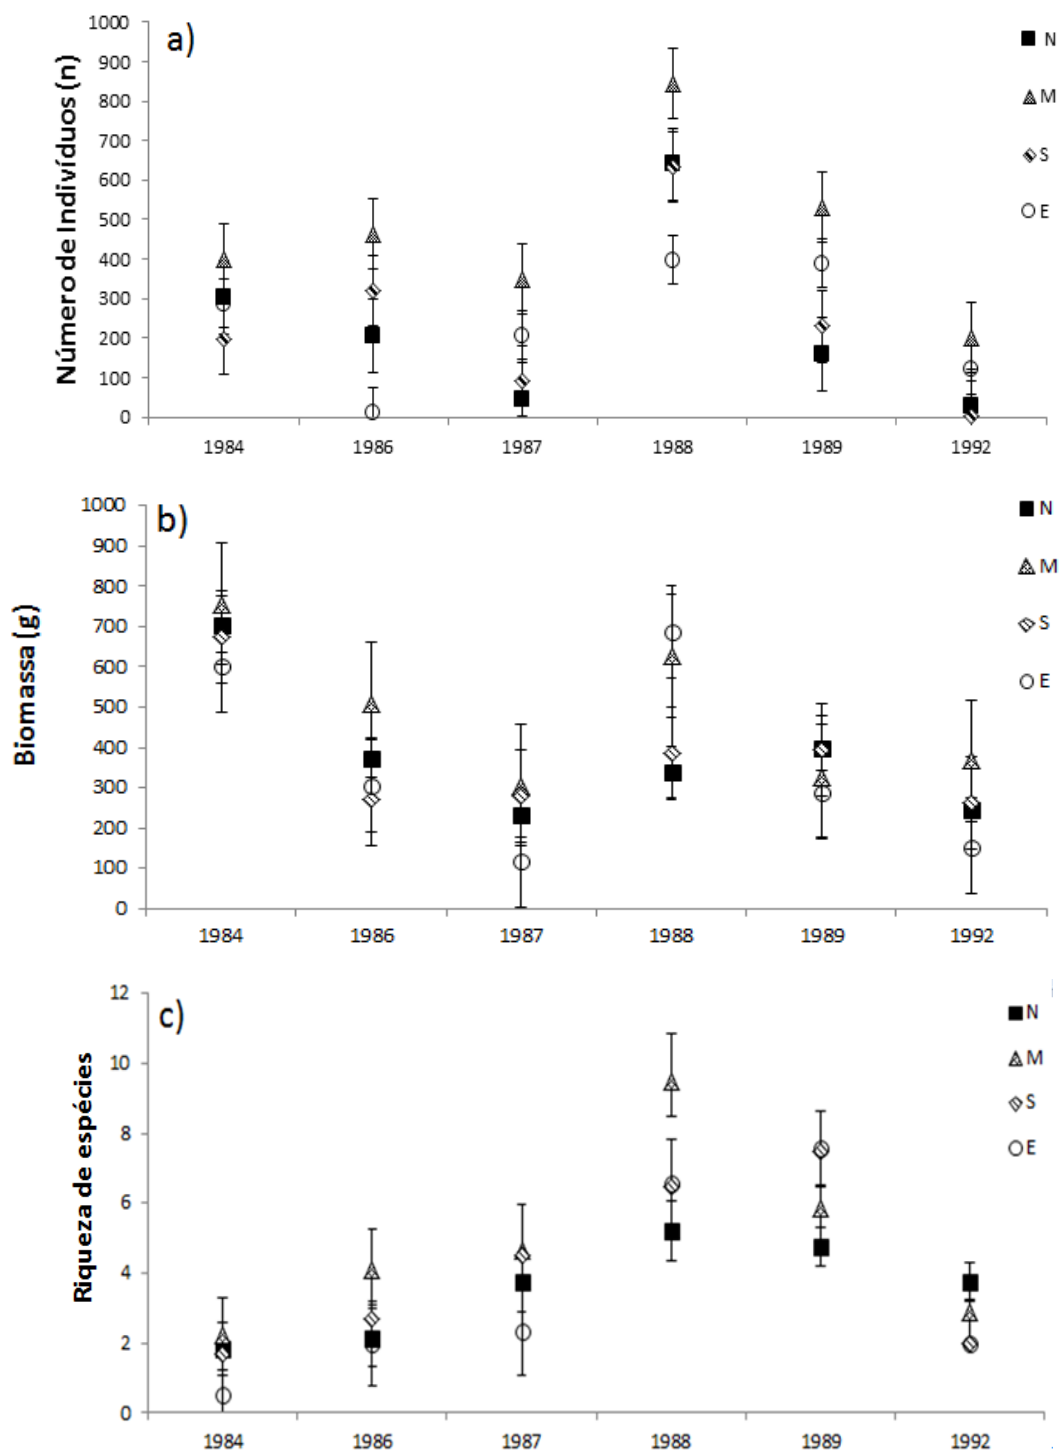 a)
Número de Indivíduos (n)
1000
900
800
700
600
500
400
300
200
100
0
1984 1986 1987 1988 1989 1992
N
M
S
E
b)
Biomassa (g)
1000
900
800
700
600
500
400
300
200
100
0
1984 1986 1987 1988 1989 1992
N
M
S
E
c)
Riqueza de espécies
12
10
8
6
4
2
0
1984 1986 1987 1988 1989 1992
N
M
S
E